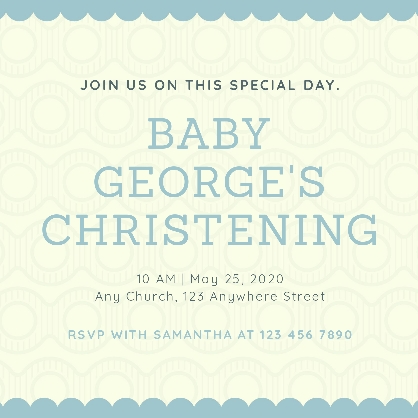 JOIN US ON THIS SPECIAL DAY.
BABY
GEORGE'S
CHRISTENING
10 AM | May 25, 2020
Any Church, 123 Anywhere Street
RSVP WITH SAMANTHA AT 123 456 7890